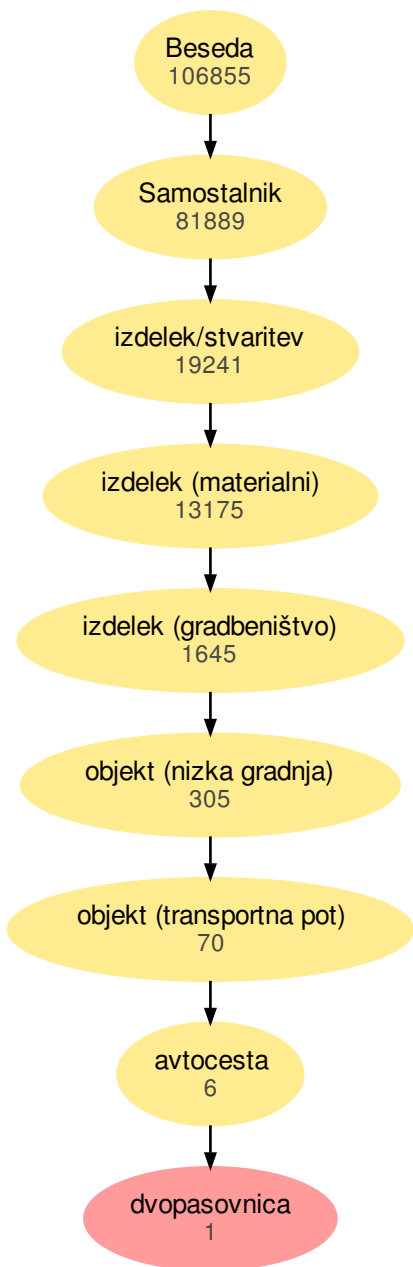 Beseda
106855
Samostalnik
81889
izdelek/stvaritev
19241
izdelek (materialni)
13175
izdelek (gradbeništvo)
1645
objekt (nizka gradnja)
305
objekt (transportna pot)
70
avtocesta
6
dvopasovnica
1